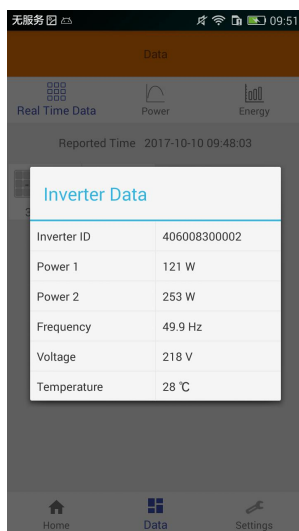 无服务 09:51
Data
Real Time Data Power Energy
Reported Time 2017-10-10 09:48:03
Inverter Data
Inverter ID 406008300002
Power 1 121 W
Power 2 253 W
Frequency 49.9 Hz
Voltage 218 V
Temperature 28 ℃
Home Data Settings